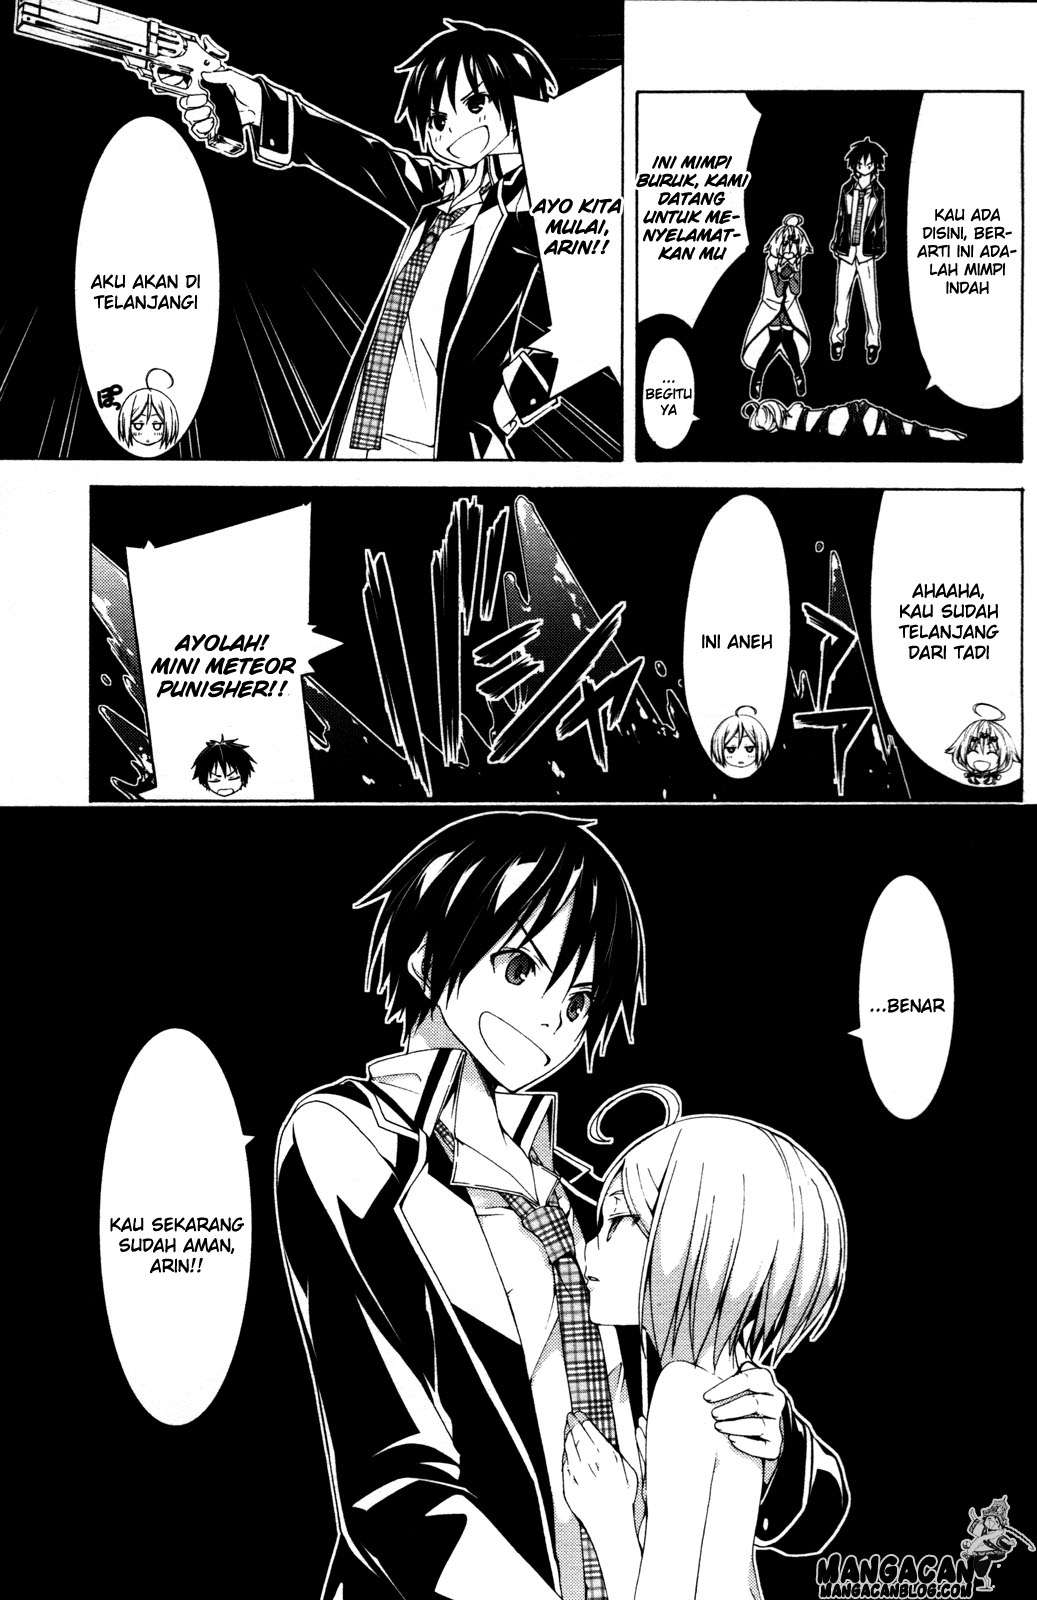 KAU ADA
DISINI, BER-
ARTI INI ADA-
LAH MIMPI
INDAH
INI MIMPI
BURUK, KAMI
DATANG
UNTUK ME-
NYELAMAT-
KAN MU
...
BEGITU
YA
AYO KITA
MULAI,
ARIN!!
AKU AKAN DI
TELANJANGI
ぽっ
AHAAHA,
KAU SUDAH
TELANJANG
DARI TADI
INI ANEH
AYOLAH!
MINI METEOR
PUNISHER!!
...BENAR
KAU SEKARANG
SUDAH AMAN,
ARIN!!
MANGACAN
MANGACANBLOG.COM